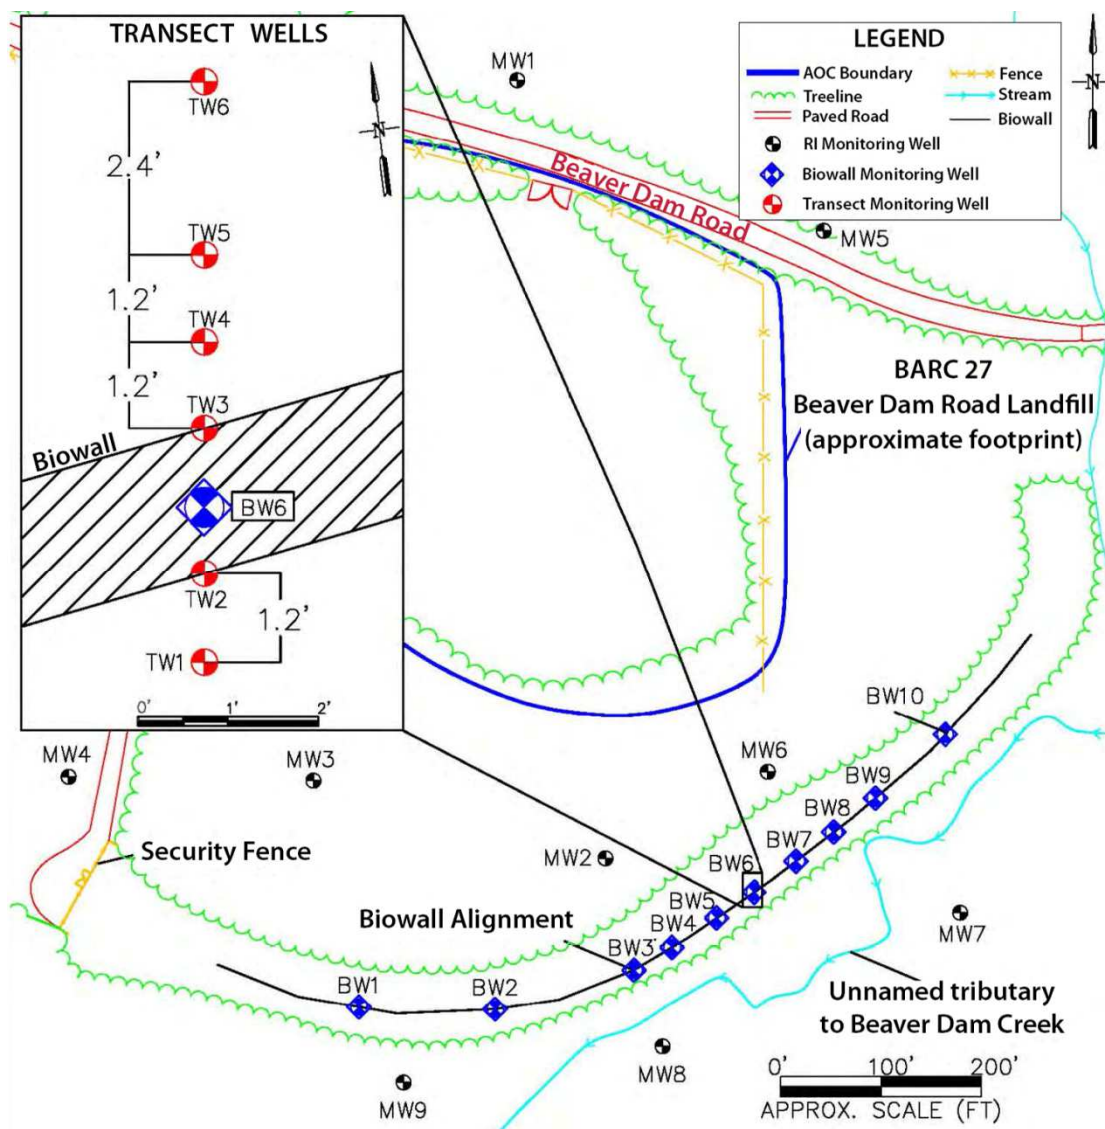 TRANSECT WELLS
TW6
2.4'
N
TW5
1.2'
TW4
1.2'
TW3
Biowall
BW6
TW2
1.2'
TW1
0' 1' 2'
MW1
LEGEND
AOC Boundary
Fence
Treeline
Stream
Paved Road
Biowall
RI Monitoring Well
Biowall Monitoring Well
Transect Monitoring Well
N
Beaver Dam Road
MW5
BARC 27
Beaver Dam Road Landfill
(approximate footprint)
BW10
MW4
MW3
MW6
BW9
BW8
Security Fence
MW2
BW7
BW6
Biowall Alignment
BW5
BW4
MW7
BW3
BW1
BW2
Unnamed tributary
to Beaver Dam Creek
MW8
MW9
0' 100' 200'
APPROX. SCALE (FT)